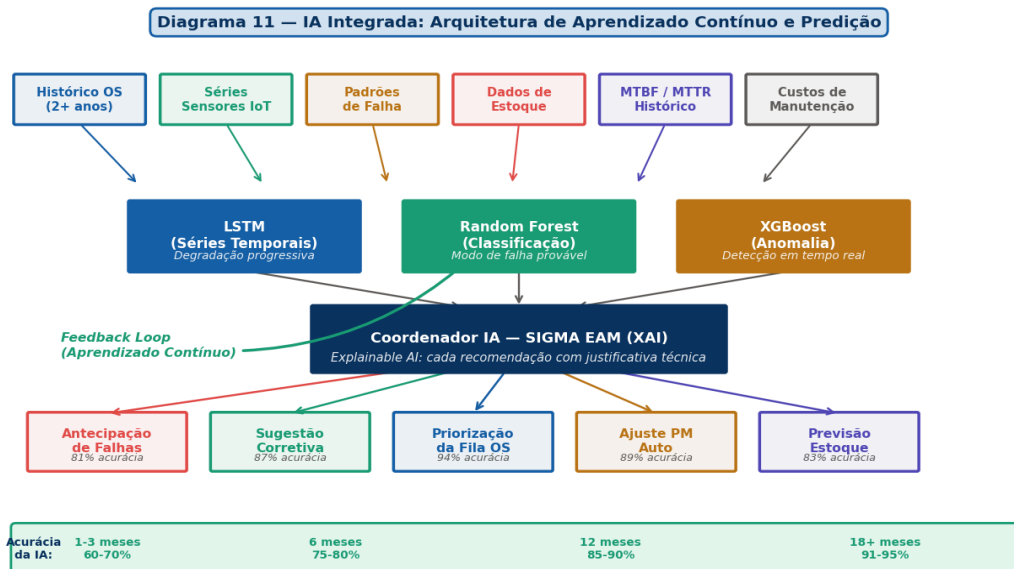 Diagrama 11 — IA Integrada: Arquitetura de Aprendizado Contínuo e Predição
Histórico OS
(2+ anos)
Séries
Sensores IoT
Padrões
de Falha
Dados de
Estoque
MTBF / MTTR
Histórico
Custos de
Manutenção
LSTM
(Séries Temporais)
Degradação progressiva
Random Forest
(Classificação)
Modo de falha provável
XGBoost
(Anomalia)
Detecção em tempo real
Feedback Loop
(Aprendizado Contínuo)
Coordenador IA — SIGMA EAM (XAI)
Explainable AI: cada recomendação com justificativa técnica
Antecipação
de Falhas
81% acurácia
Sugestão
Corretiva
87% acurácia
Priorização
da Fila OS
94% acurácia
Ajuste PM
Auto
89% acurácia
Previsão
Estoque
83% acurácia
Acurácia
da IA:
1-3 meses
60-70%
6 meses
75-80%
12 meses
85-90%
18+ meses
91-95%